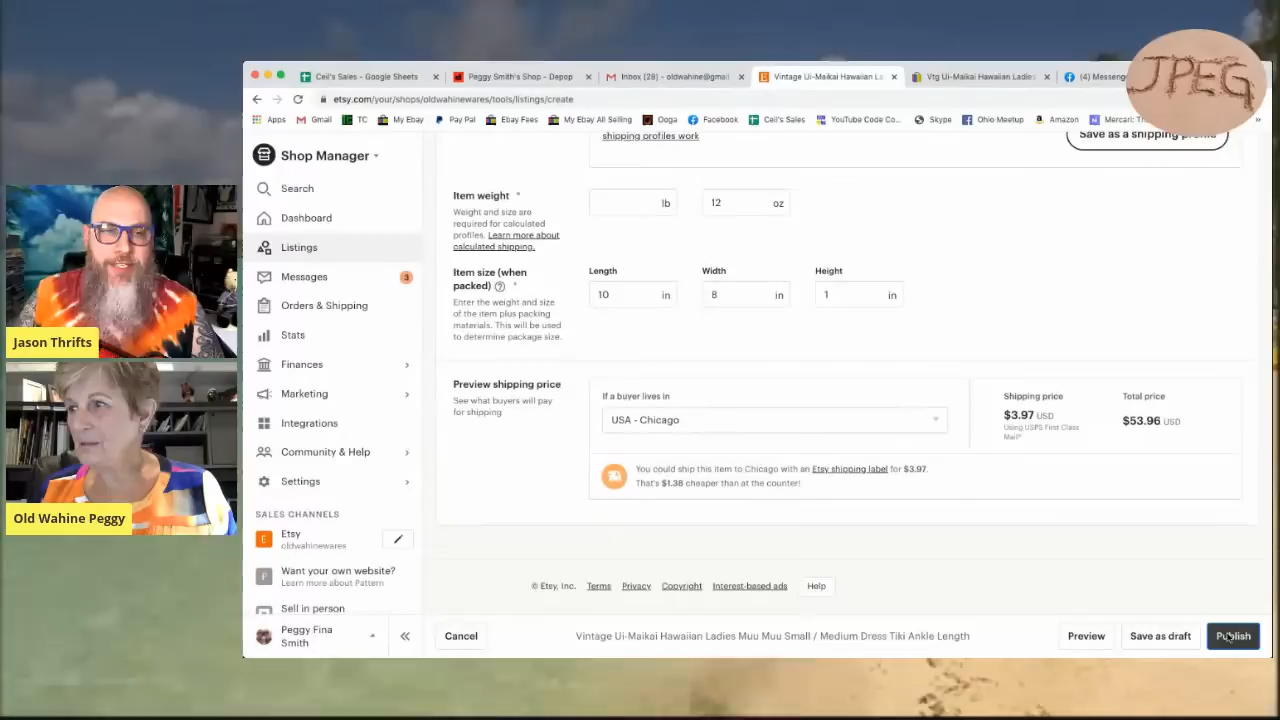 JPEG
Ceil's Sales - Google Sheets
Peggy Smith's Shop - Depop
Inbox (28) - oldwahine@gmail
Vintage Ui-Maikai Hawaiian La
Vtg Ui-Maikai Hawaiian Ladies
(4) Messeng
etsy.com/your/shops/oldwahinewares/tools/listings/create
Apps
Gmail
TC
My Ebay
Pay Pal
Ebay Fees
My Ebay All Selling
Ooga
Facebook
Ceil's Sales
YouTube Code Co...
Skype
Ohio Meetup
Amazon
Mercari: Th
Shop Manager
Search
Dashboard
Listings
Messages
3
Orders & Shipping
Stats
Finances
Marketing
Integrations
Community & Help
Settings
SALES CHANNELS
Etsy
oldwahinewares
Want your own website?
Learn more about Pattern
Sell in person
Peggy Fina
Smith
shipping profiles work
Save as a shipping profile
Item weight *
Weight and size are
required for calculated
profiles. Learn more about
calculated shipping.
lb
12 oz
Item size (when
packed) ? *
Enter the weight and size
of the item plus packing
materials. This will be used
to determine package size.
Length
Width
Height
10 in
8 in
1 in
Preview shipping price
See what buyers will pay
for shipping
If a buyer lives in
USA - Chicago
Shipping price
$3.97 USD
Using USPS First Class
Mail®
Total price
$53.96 USD
You could ship this item to Chicago with an Etsy shipping label for $3.97.
That's $1.38 cheaper than at the counter!
© Etsy, Inc.
Terms
Privacy
Copyright
Interest-based ads
Help
Cancel
Vintage Ui-Maikai Hawaiian Ladies Muu Muu Small / Medium Dress Tiki Ankle Length
Preview
Save as draft
Publish
Jason Thrifts
Old Wahine Peggy